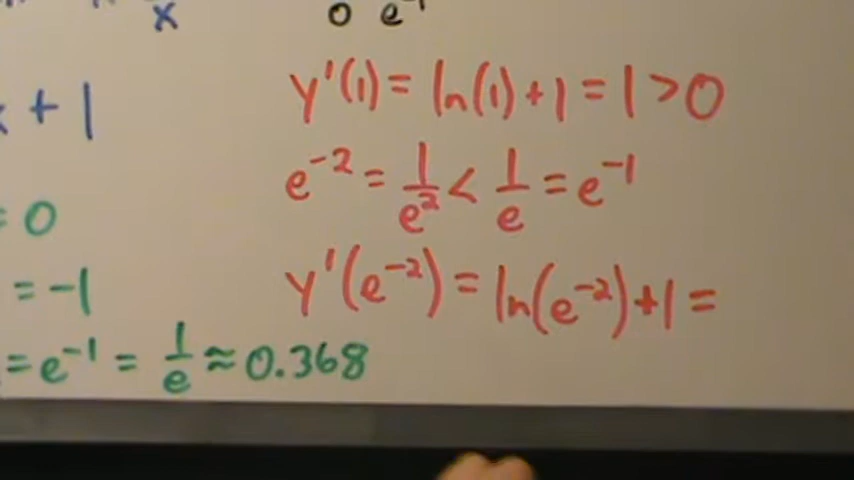 x
0 e⁻¹
+ 1
y'(1) = ln(1) + 1 = 1 > 0
= 0
e⁻² = 1/e² < 1/e = e⁻¹
= -1
y'(e⁻²) = ln(e⁻²) + 1 =
= e⁻¹ = 1/e ≈ 0.368